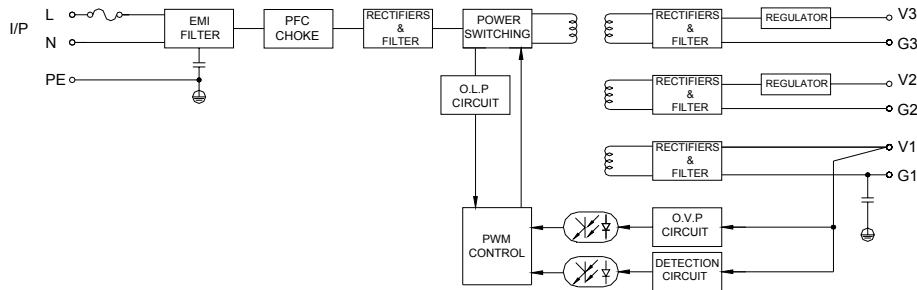 I/P
L
N
PE
EMI
FILTER
PFC
CHOKE
RECTIFIERS
&
FILTER
POWER
SWITCHING
O.L.P
CIRCUIT
PWM
CONTROL
RECTIFIERS
&
FILTER
REGULATOR
V3
G3
RECTIFIERS
&
FILTER
REGULATOR
V2
G2
RECTIFIERS
&
FILTER
V1
G1
O.V.P
CIRCUIT
DETECTION
CIRCUIT